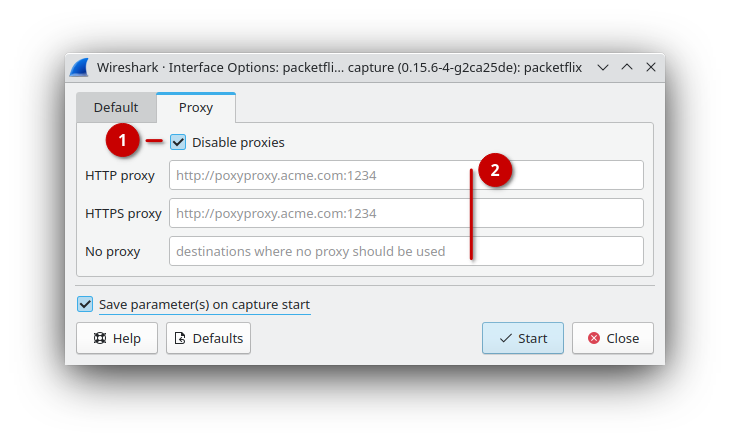 Wireshark · Interface Options: packetfli... capture (0.15.6-4-g2ca25de): packetflix
Default Proxy
1 Disable proxies
2
HTTP proxy http://poxyproxy.acme.com:1234
HTTPS proxy http://poxyproxy.acme.com:1234
No proxy destinations where no proxy should be used
Save parameter(s) on capture start
Help Defaults Start Close